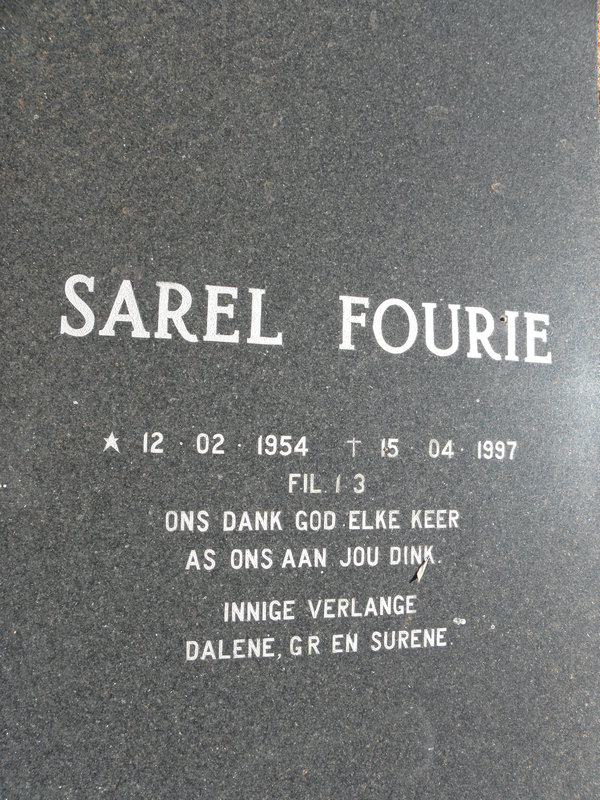 SAREL FOURIE
★ 12 · 02 · 1954 † 15 · 04 · 1997
FIL. 1 3
ONS DANK GOD ELKE KEER
AS ONS AAN JOU DINK.
INNIGE VERLANGE
DALENE, G R EN SURENE.